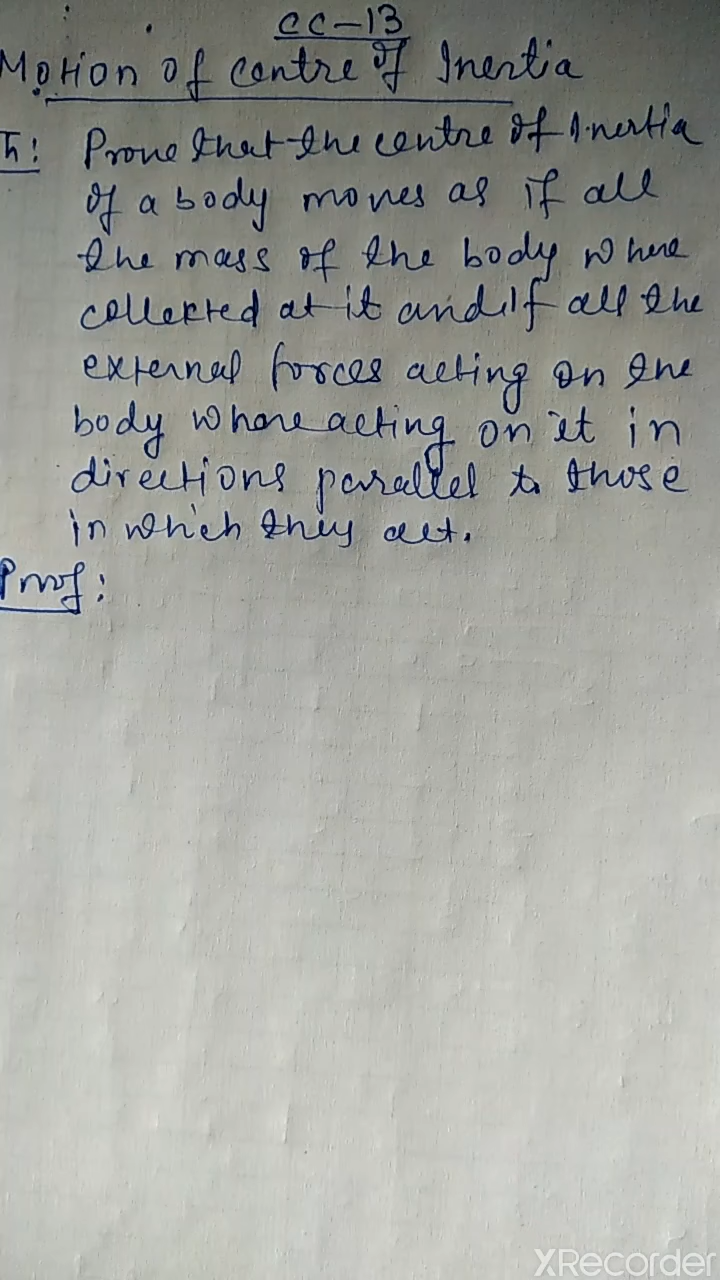 CC-13
Motion of centre of Inertia
Th: Prove that the centre of Inertia
of a body moves as if all
the mass of the body where
collected at it and if all the
external forces acting on the
body where acting on it in
directions parallel to those
in which they act.
Proof:
XRecorder